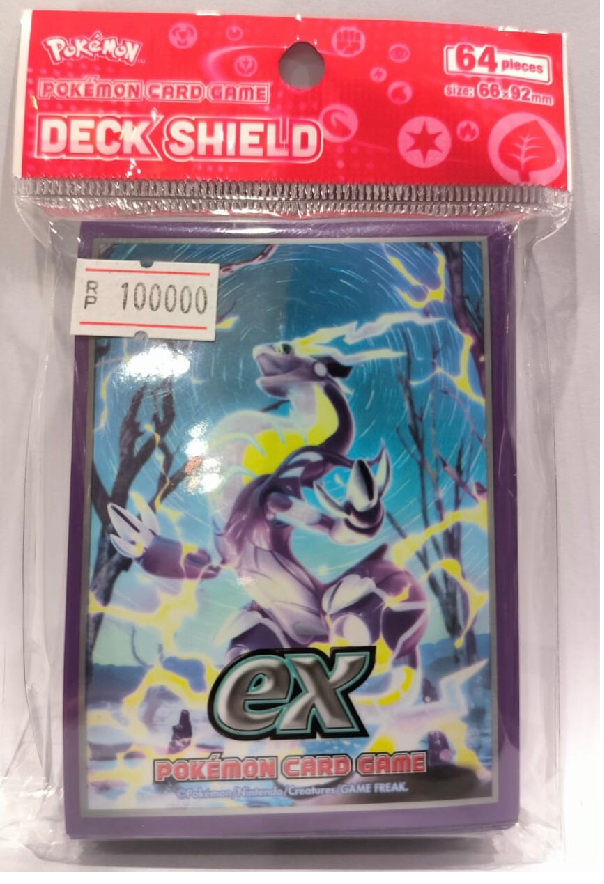 POKÉMON
64 pieces
POKÉMON CARD GAME
size: 66×92mm
DECK SHIELD
RP 100000
ex
POKÉMON CARD GAME
©Pokémon/Nintendo/Creatures/GAME FREAK.